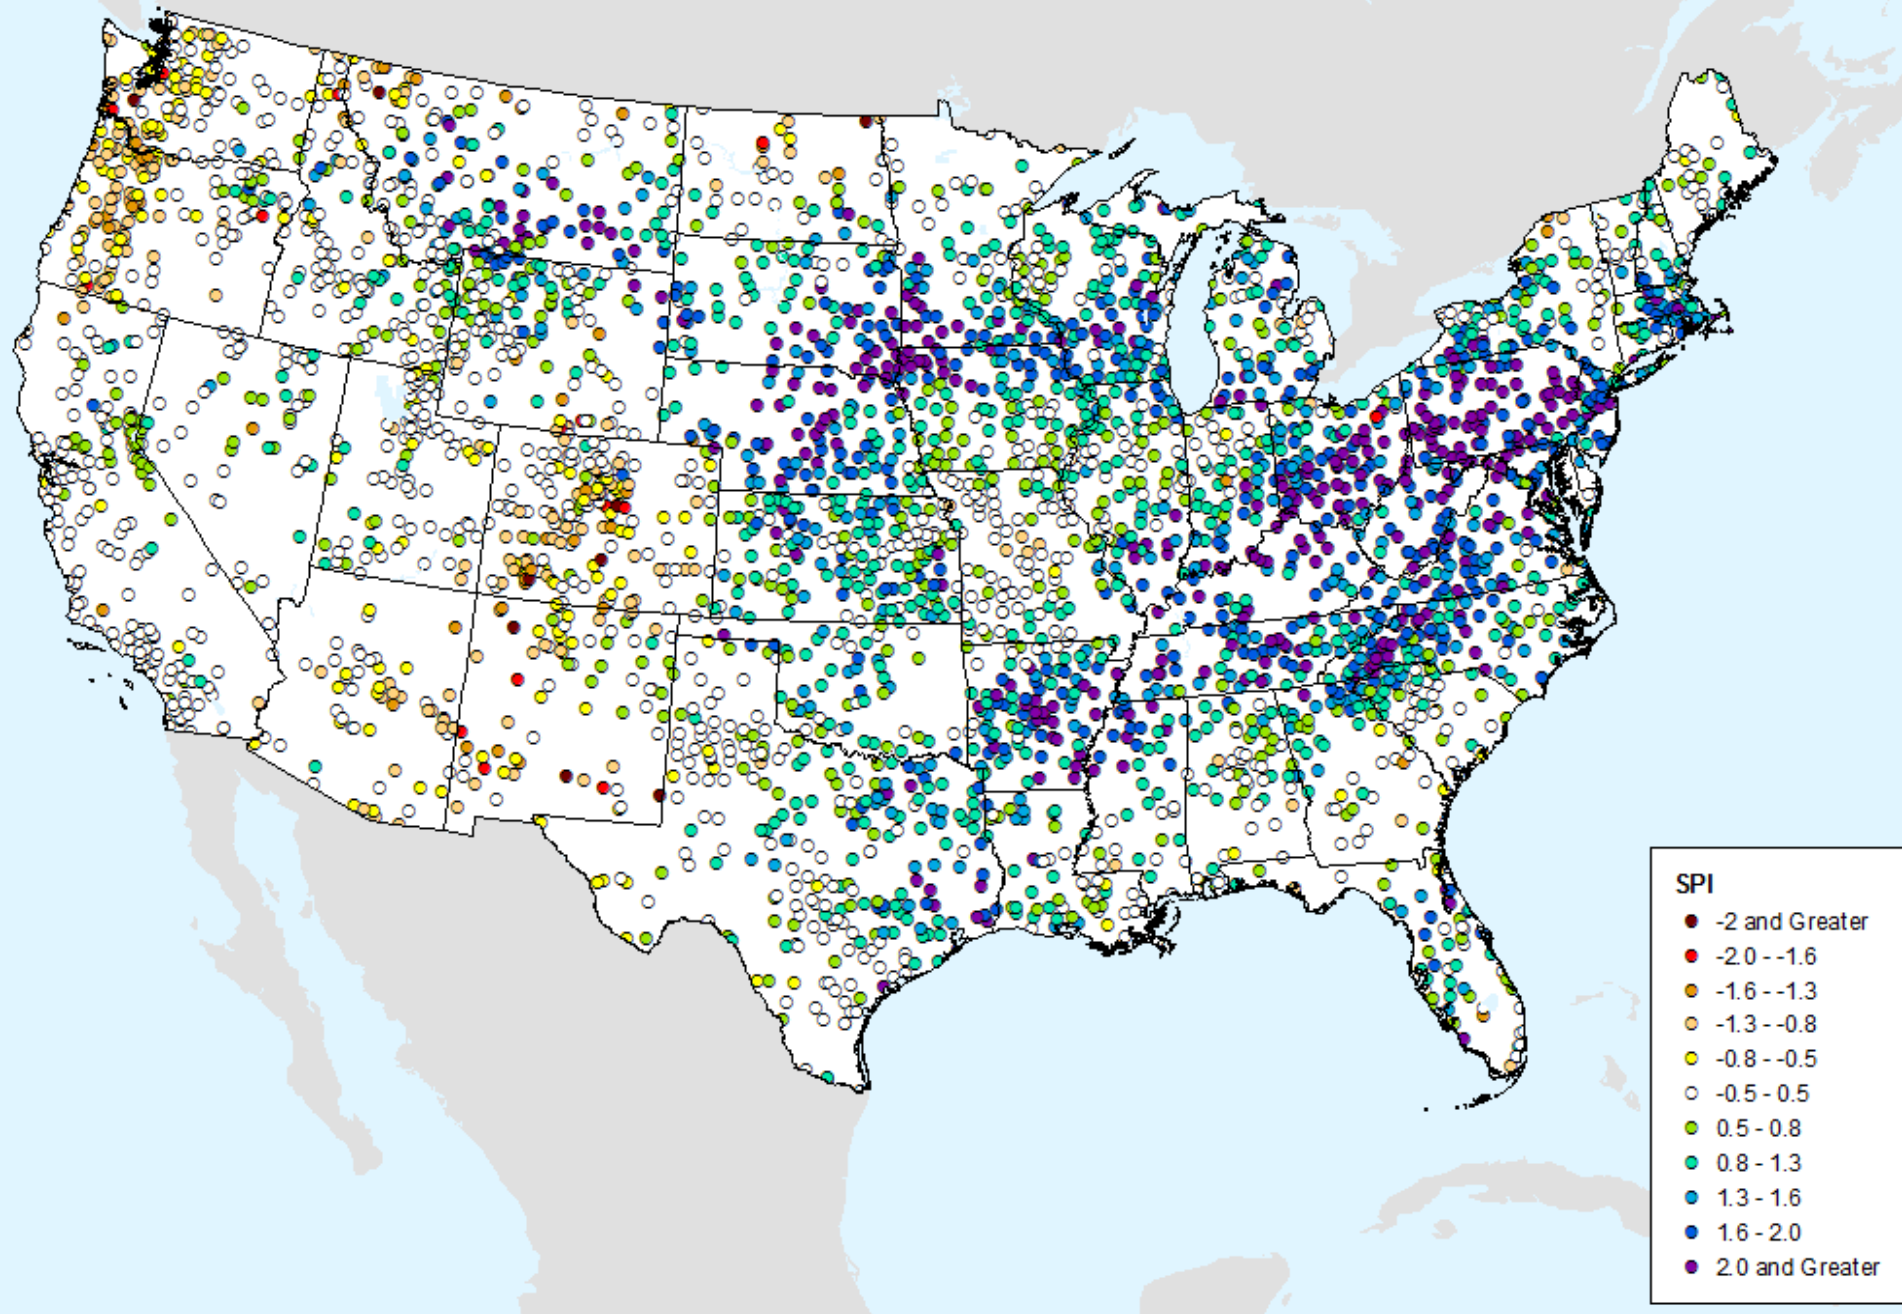 SPI
-2 and Greater
-2.0 - -1.6
-1.6 - -1.3
-1.3 - -0.8
-0.8 - -0.5
-0.5 - 0.5
0.5 - 0.8
0.8 - 1.3
1.3 - 1.6
1.6 - 2.0
2.0 and Greater